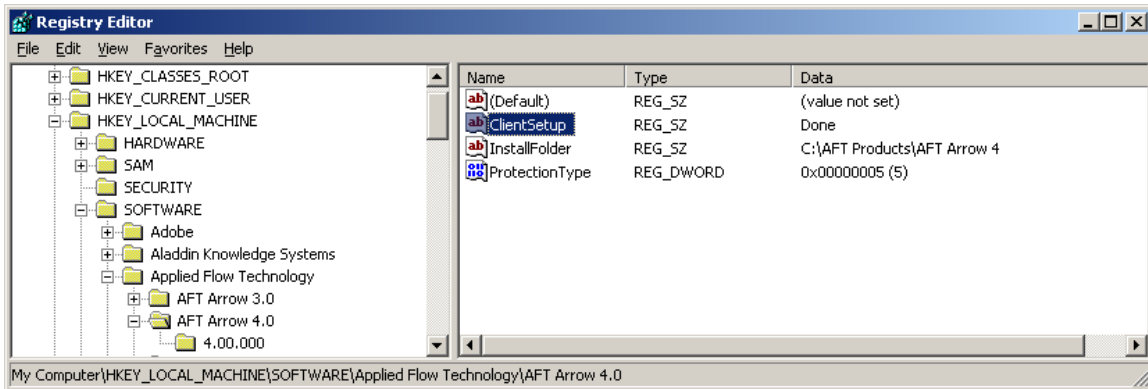 Registry Editor
File Edit View Favorites Help
HKEY_CLASSES_ROOT
HKEY_CURRENT_USER
HKEY_LOCAL_MACHINE
HARDWARE
SAM
SECURITY
SOFTWARE
Adobe
Aladdin Knowledge Systems
Applied Flow Technology
AFT Arrow 3.0
AFT Arrow 4.0
4.00.000
Name Type Data
(Default) REG_SZ (value not set)
ClientSetup REG_SZ Done
InstallFolder REG_SZ C:\AFT Products\AFT Arrow 4
ProtectionType REG_DWORD 0x00000005 (5)
My Computer\HKEY_LOCAL_MACHINE\SOFTWARE\Applied Flow Technology\AFT Arrow 4.0